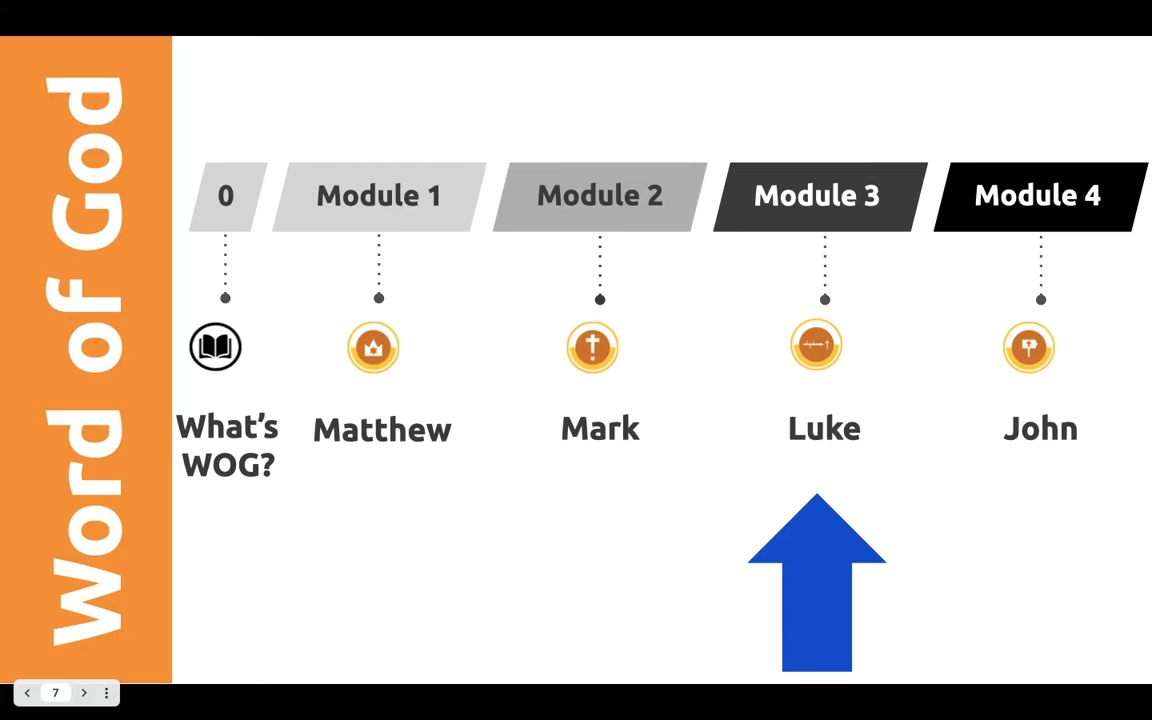 Word of God
0
Module 1
Module 2
Module 3
Module 4
What's
WOG?
Matthew
Mark
Luke
John
7